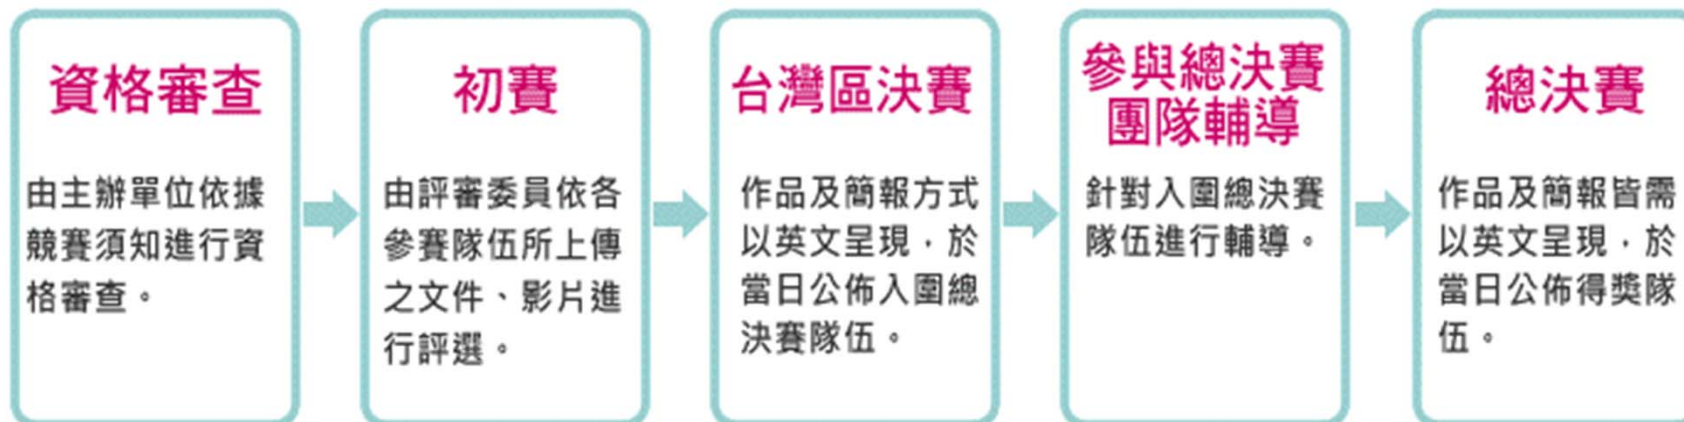 資格審查
由主辦單位依據
競賽須知進行資
格審查。
初賽
由評審委員依各
參賽隊伍所上傳
之文件、影片進
行評選。
台灣區決賽
作品及簡報方式
以英文呈現，於
當日公佈入圍總
決賽隊伍。
參與總決賽
團隊輔導
針對入圍總決賽
隊伍進行輔導。
總決賽
作品及簡報皆需
以英文呈現，於
當日公佈得獎隊
伍。